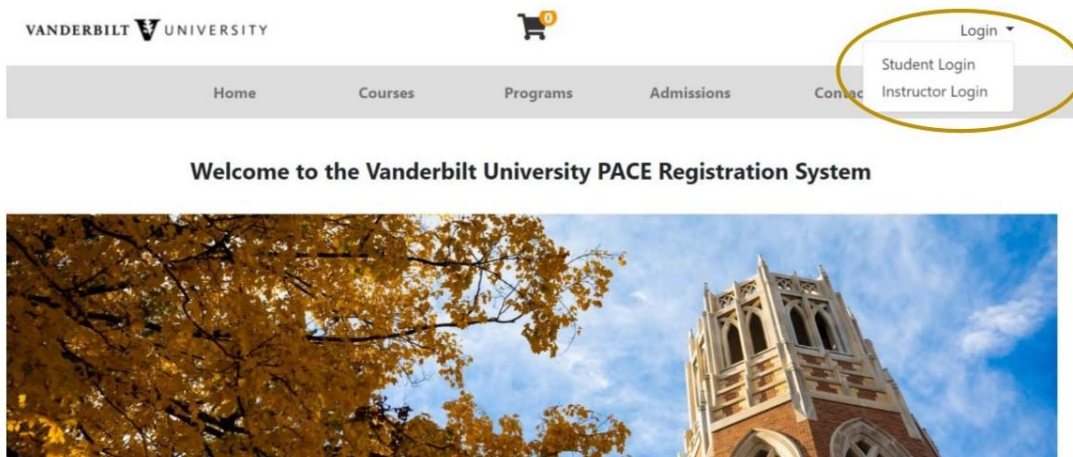 VANDERBILT UNIVERSITY
0
Login
Student Login
Instructor Login
Home Courses Programs Admissions
Welcome to the Vanderbilt University PACE Registration System